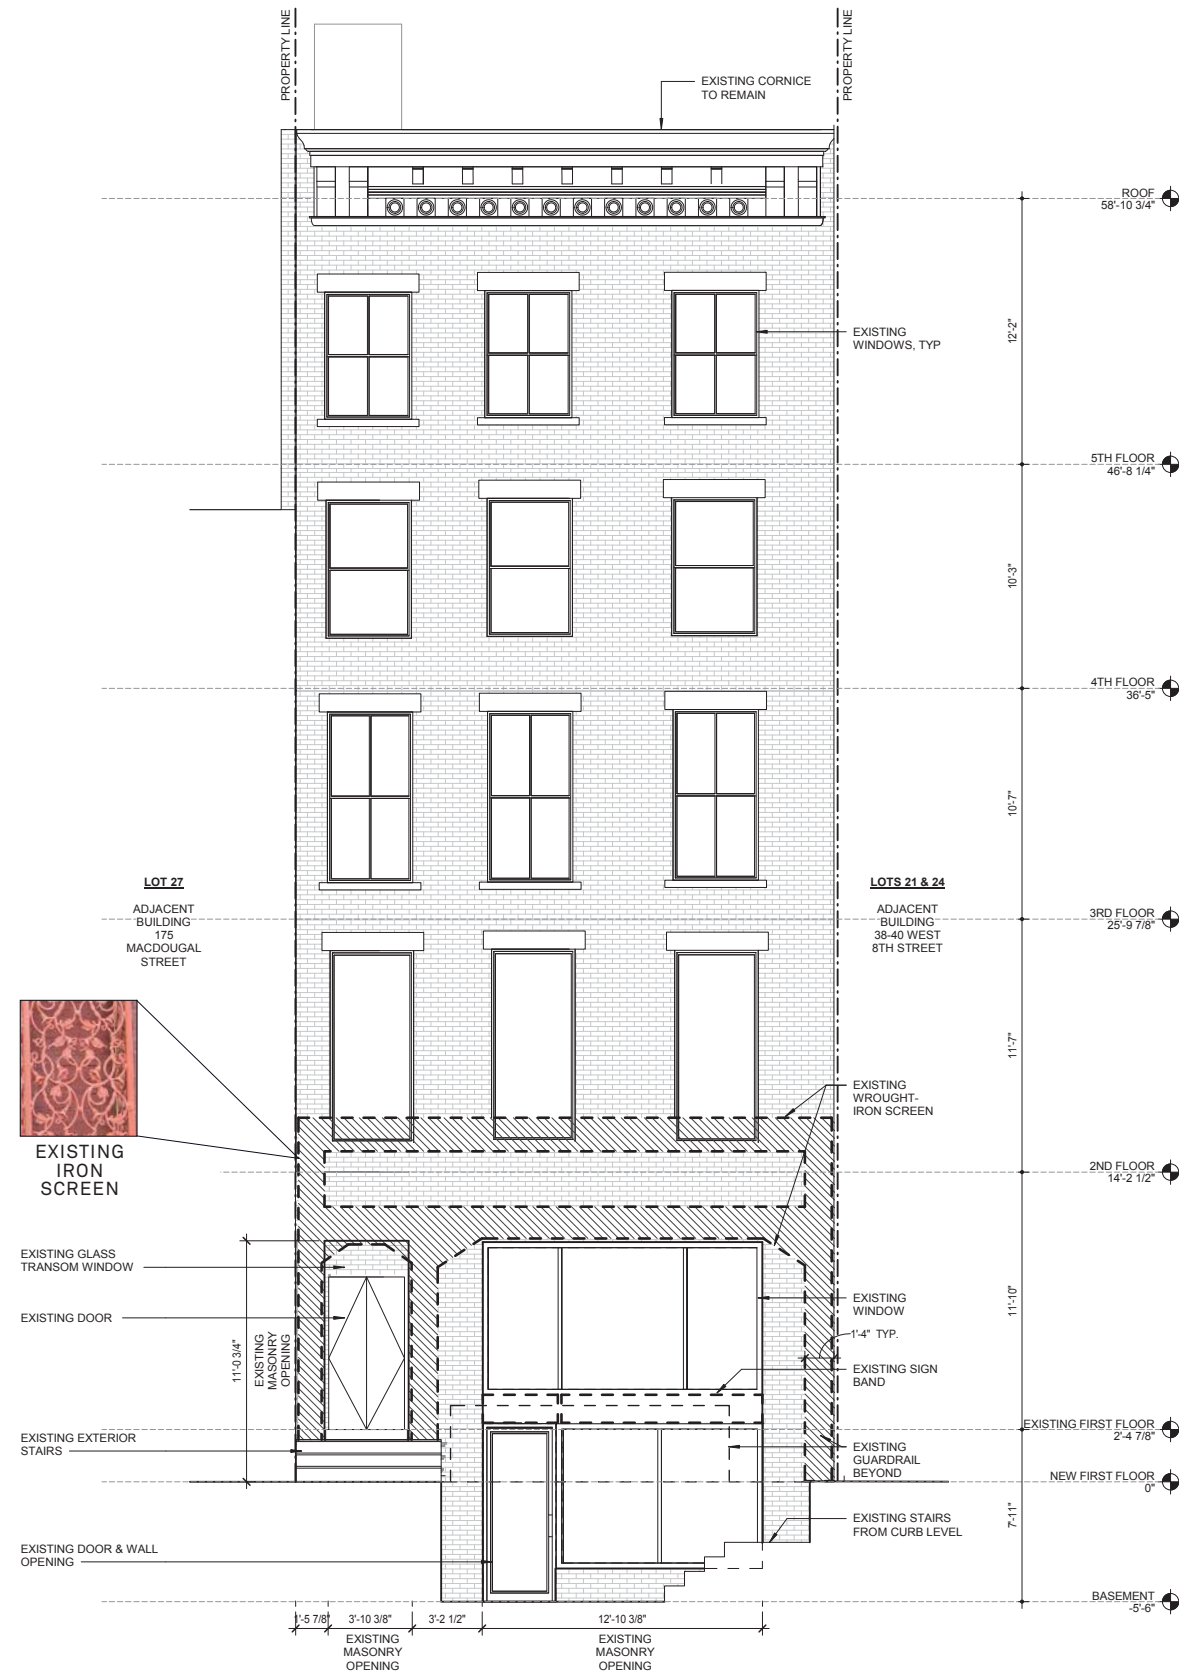 PROPERTY LINE
PROPERTY LINE
EXISTING CORNICE
TO REMAIN
ROOF
58'-10 3/4"
12'-2"
EXISTING
WINDOWS, TYP
5TH FLOOR
46'-8 1/4"
10'-3"
4TH FLOOR
36'-5"
10'-7"
LOT 27
ADJACENT
BUILDING
175
MACDOUGAL
STREET
LOTS 21 & 24
ADJACENT
BUILDING
38-40 WEST
8TH STREET
3RD FLOOR
25'-9 7/8"
11'-7"
EXISTING
WROUGHT-
IRON SCREEN
EXISTING
IRON
SCREEN
2ND FLOOR
14'-2 1/2"
EXISTING GLASS
TRANSOM WINDOW
EXISTING DOOR
11'-0 3/4"
EXISTING
MASONRY
OPENING
EXISTING
WINDOW
11'-10"
1'-4" TYP.
EXISTING SIGN
BAND
EXISTING FIRST FLOOR
2'-4 7/8"
EXISTING EXTERIOR
STAIRS
EXISTING
GUARDRAIL
BEYOND
NEW FIRST FLOOR
0"
7'-11"
EXISTING STAIRS
FROM CURB LEVEL
EXISTING DOOR & WALL
OPENING
BASEMENT
-5'-6"
1'-5 7/8"
3'-10 3/8"
3'-2 1/2"
12'-10 3/8"
EXISTING
MASONRY
OPENING
EXISTING
MASONRY
OPENING